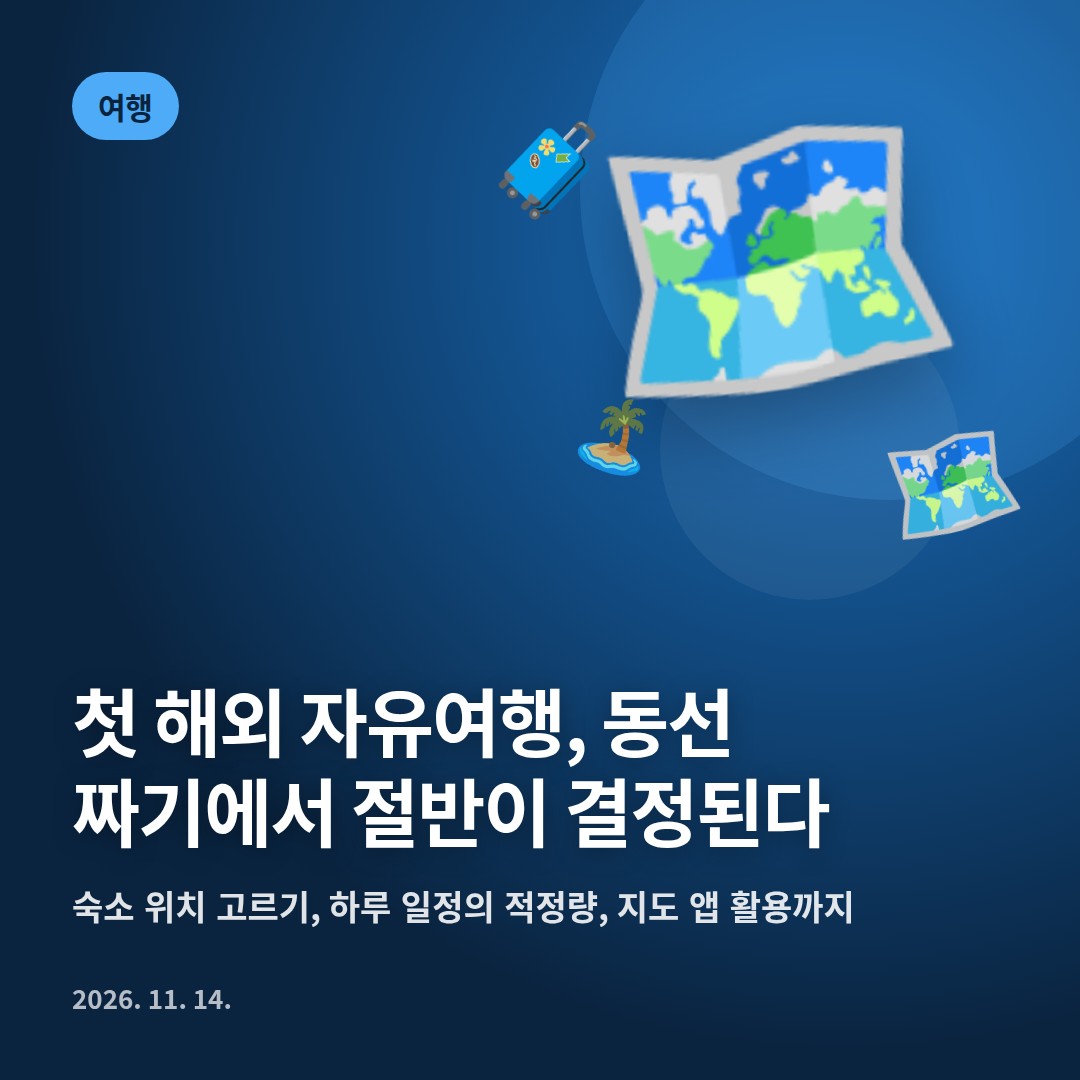 여행
첫 해외 자유여행, 동선
짜기에서 절반이 결정된다
숙소 위치 고르기, 하루 일정의 적정량, 지도 앱 활용까지
2026. 11. 14.